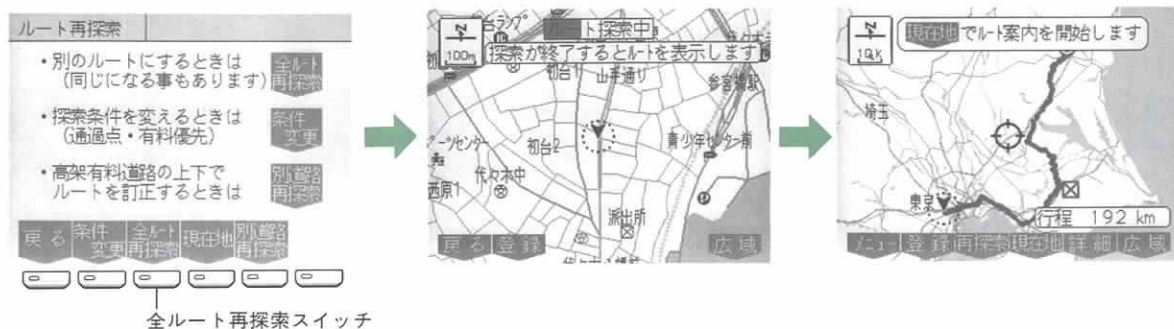 ルート再探索
・別のルートにするときは
（同じになる事もあります）
全ルート
再探索
・探索条件を変えるときは
（通過点・有料優先）
条件
変更
・高架有料道路の上下で
ルートを訂正するときは
別道路
再探索
戻る
条件
変更
全ルート
再探索
現在地
別道路
再探索
全ルート再探索スイッチ
100m
ルート探索中
探索が終了するとルートを表示します
初台1
山手通り
参宮橋駅
初台2
代々木中
西原1
青少年センター前
派出所
戻る
登録
広域
10k
現在地でルート案内を開始します
埼玉
東京
行程 192 km
メニュー
登録
再探索
現在地
詳細
広域